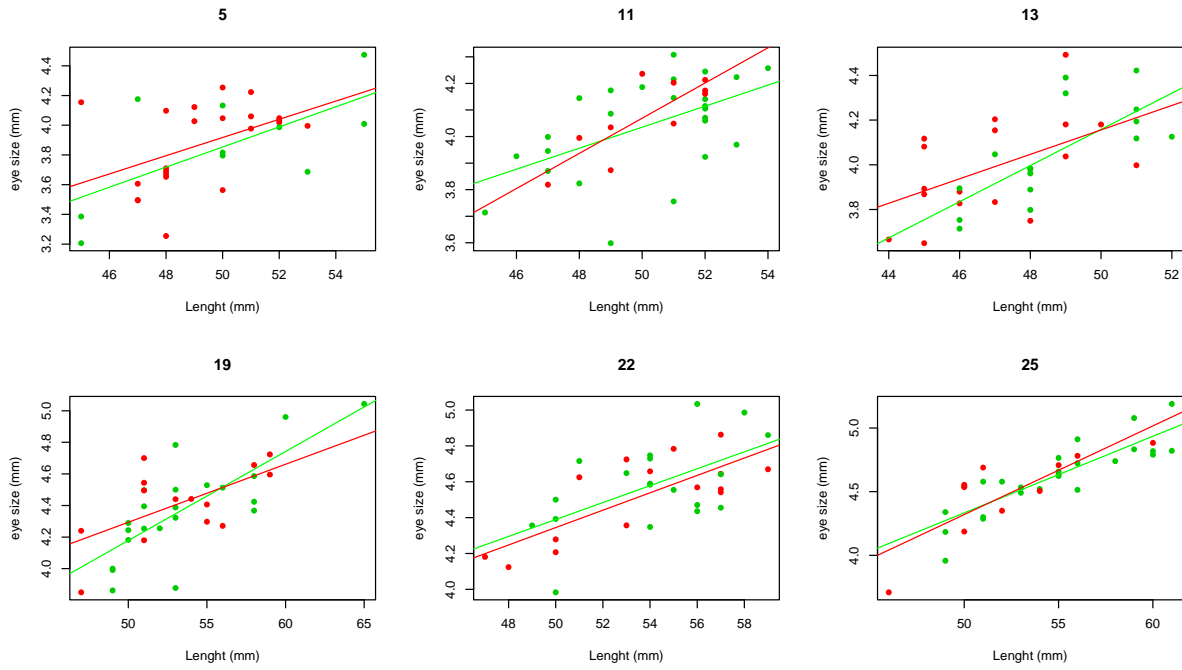 5
eye size (mm)
3.2 3.4 3.6 3.8 4.0 4.2 4.4
46 48 50 52 54
Lenght (mm)
11
eye size (mm)
3.6 3.8 4.0 4.2
46 48 50 52 54
Lenght (mm)
13
eye size (mm)
3.8 4.0 4.2 4.4
44 46 48 50 52
Lenght (mm)
19
eye size (mm)
4.0 4.2 4.4 4.6 4.8 5.0
50 55 60 65
Lenght (mm)
22
eye size (mm)
4.0 4.2 4.4 4.6 4.8 5.0
48 50 52 54 56 58
Lenght (mm)
25
eye size (mm)
4.0 4.5 5.0
50 55 60
Lenght (mm)